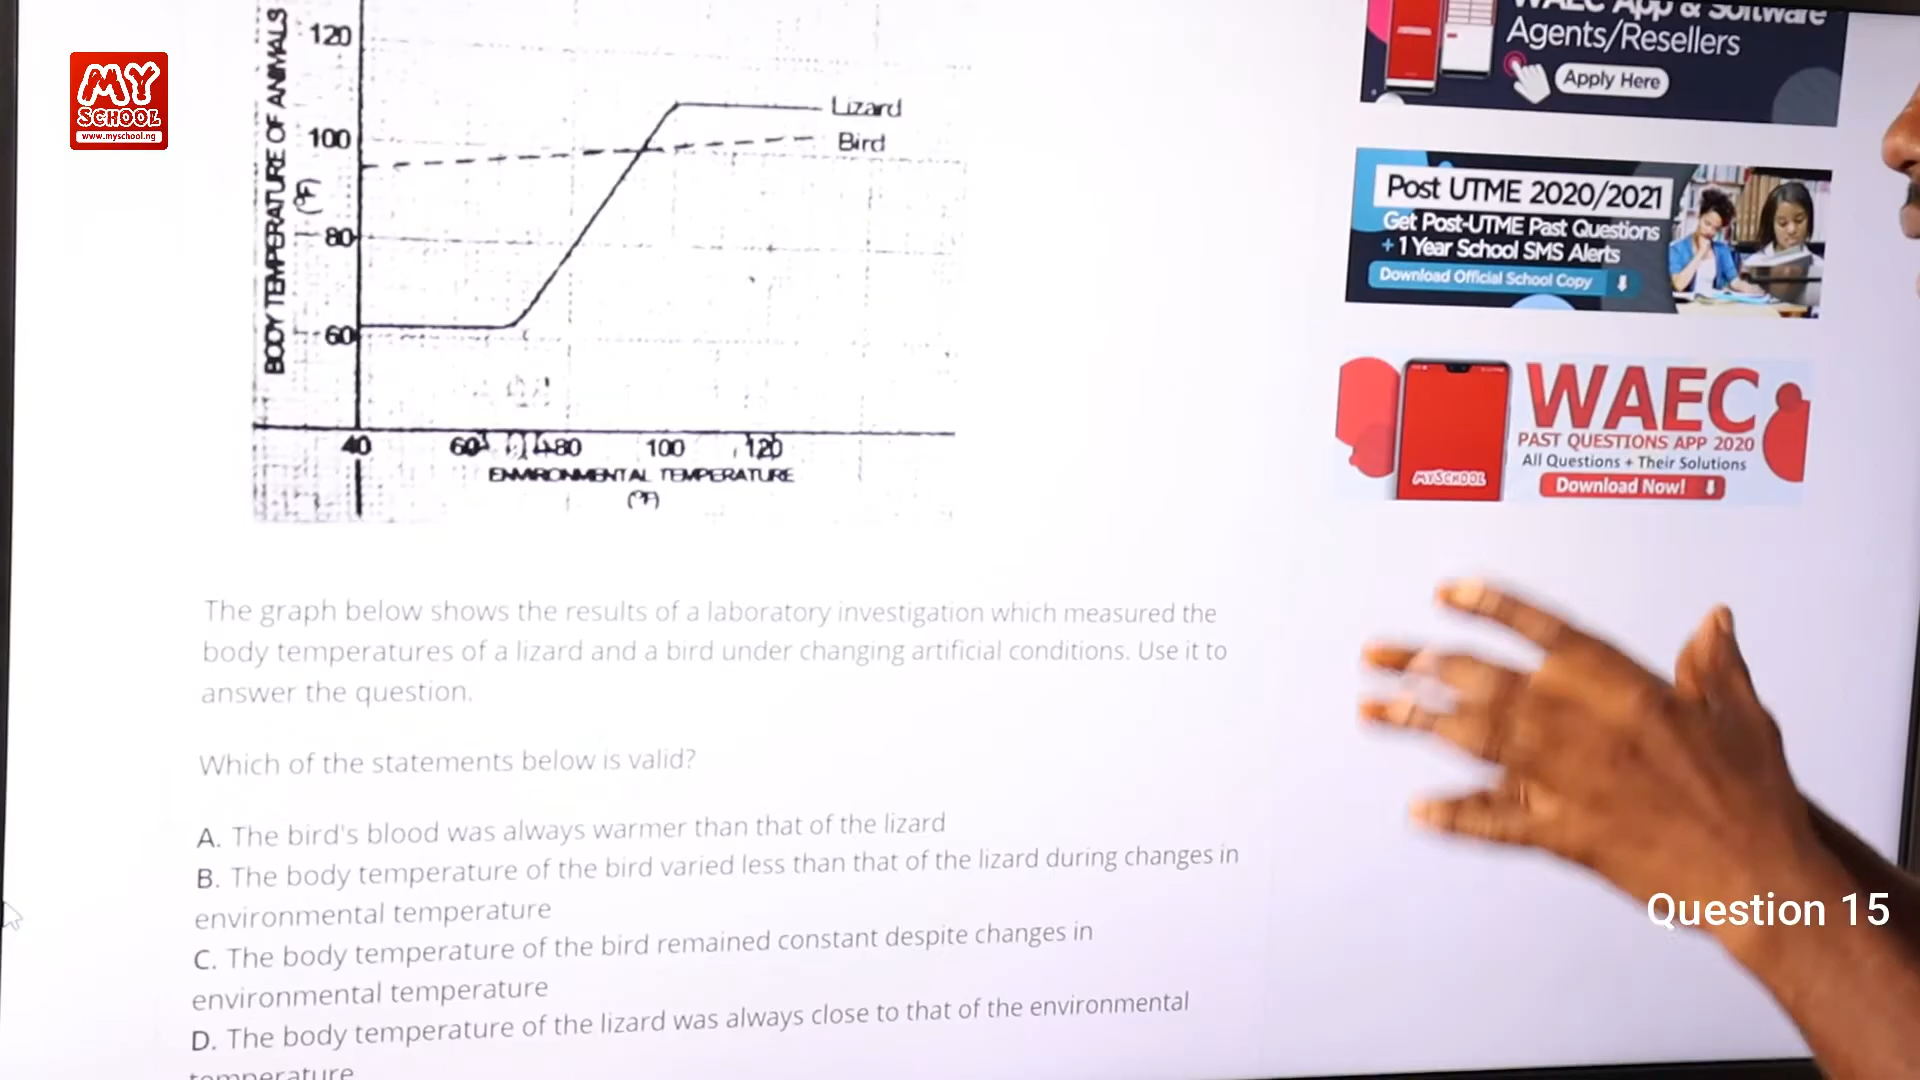 MY
SCHOOL
www.myschool.ng
120
100
80
60
BODY TEMPERATURE OF ANIMALS
(°F)
Lizard
Bird
40
60
80
100
120
ENVIRONMENTAL TEMPERATURE
(°F)
WAEC App & Software
Agents/Resellers
Apply Here
Post UTME 2020/2021
Get Post-UTME Past Questions
+ 1 Year School SMS Alerts
Download Official School Copy
WAEC
PAST QUESTIONS APP 2020
All Questions + Their Solutions
Download Now!
MYSCHOOL
The graph below shows the results of a laboratory investigation which measured the
body temperatures of a lizard and a bird under changing artificial conditions. Use it to
answer the question.
Which of the statements below is valid?
A. The bird's blood was always warmer than that of the lizard
B. The body temperature of the bird varied less than that of the lizard during changes in
environmental temperature
C. The body temperature of the bird remained constant despite changes in
environmental temperature
D. The body temperature of the lizard was always close to that of the environmental
temperature
Question 15